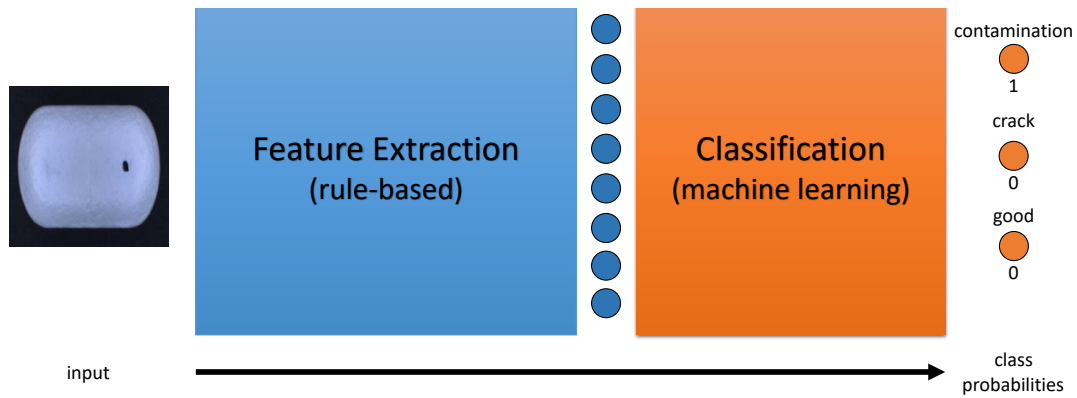 Feature Extraction
(rule-based)
Classification
(machine learning)
contamination
1
crack
0
good
0
input
class
probabilities